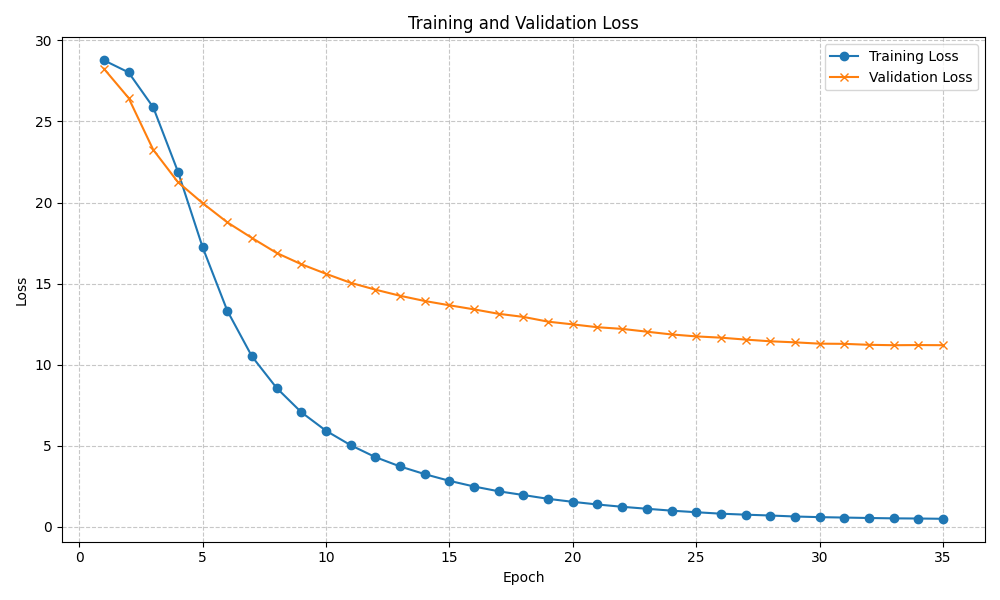 Training and Validation Loss
30
25
20
15
10
5
0
Loss
Training Loss
Validation Loss
0 5 10 15 20 25 30 35
Epoch